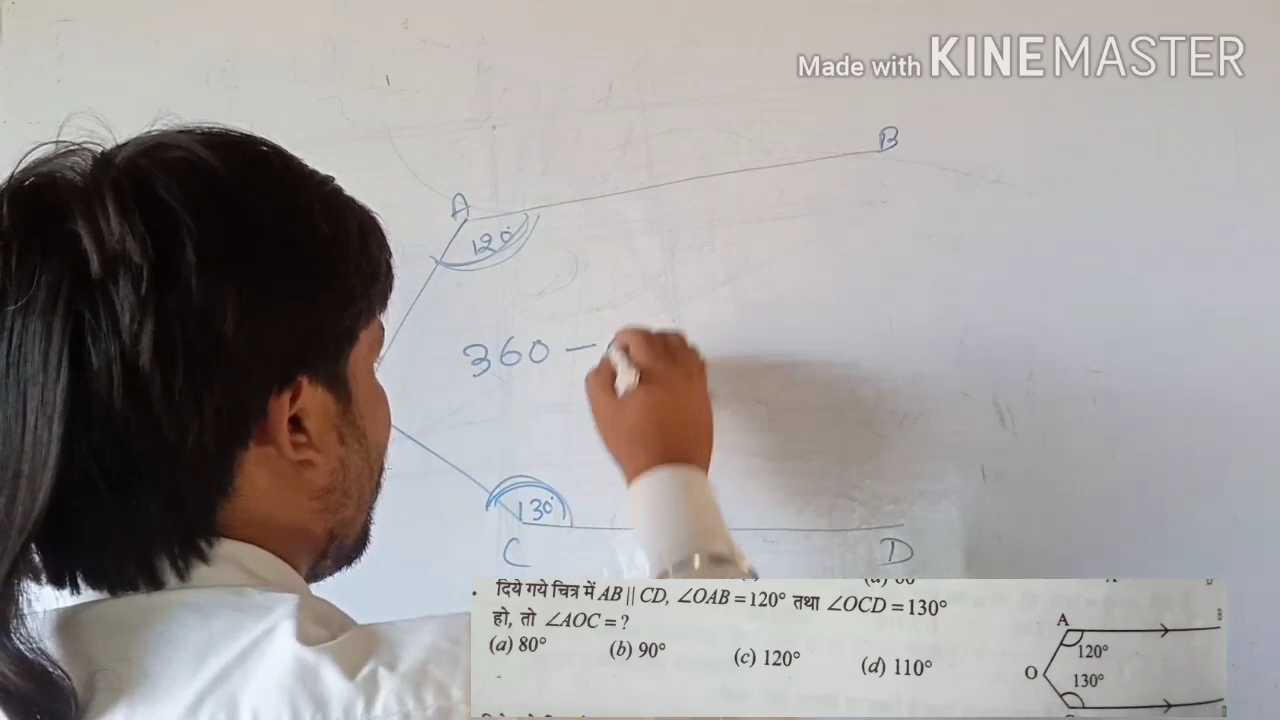 Made with KINEMASTER
B
A
120°
360 –
130°
C
D
दिये गये चित्र में AB || CD, ∠OAB = 120° तथा ∠OCD = 130°
हो, तो ∠AOC = ?
(a) 80°
(b) 90°
(c) 120°
(d) 110°
A
B
120°
O
130°
D